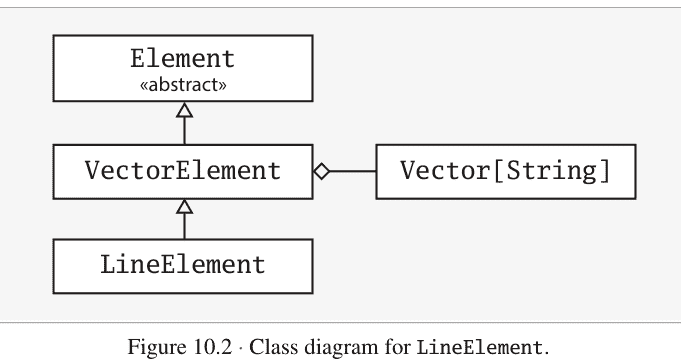 Element
«abstract»
VectorElement
Vector[String]
LineElement
Figure 10.2 · Class diagram for LineElement.